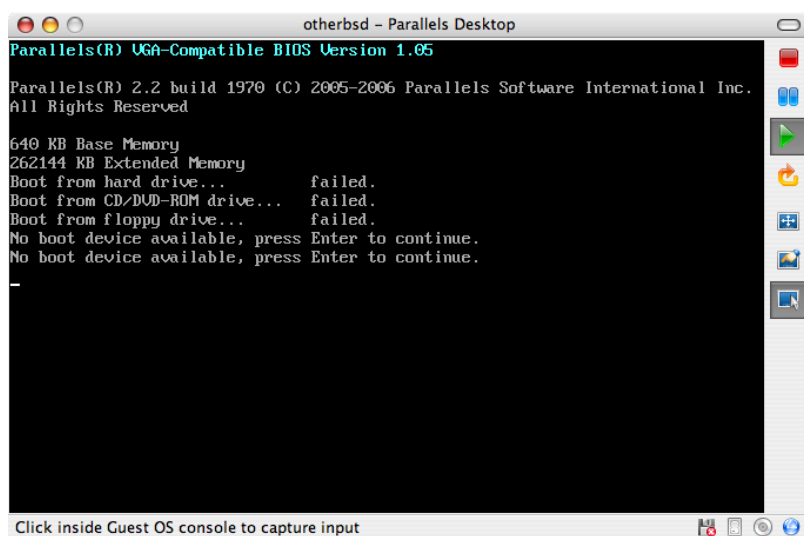 otherbsd – Parallels Desktop
Parallels(R) VGA-Compatible BIOS Version 1.05
Parallels(R) 2.2 build 1970 (C) 2005-2006 Parallels Software International Inc.
All Rights Reserved
640 KB Base Memory
262144 KB Extended Memory
Boot from hard drive... failed.
Boot from CD/DVD-ROM drive... failed.
Boot from floppy drive... failed.
No boot device available, press Enter to continue.
No boot device available, press Enter to continue.
Click inside Guest OS console to capture input